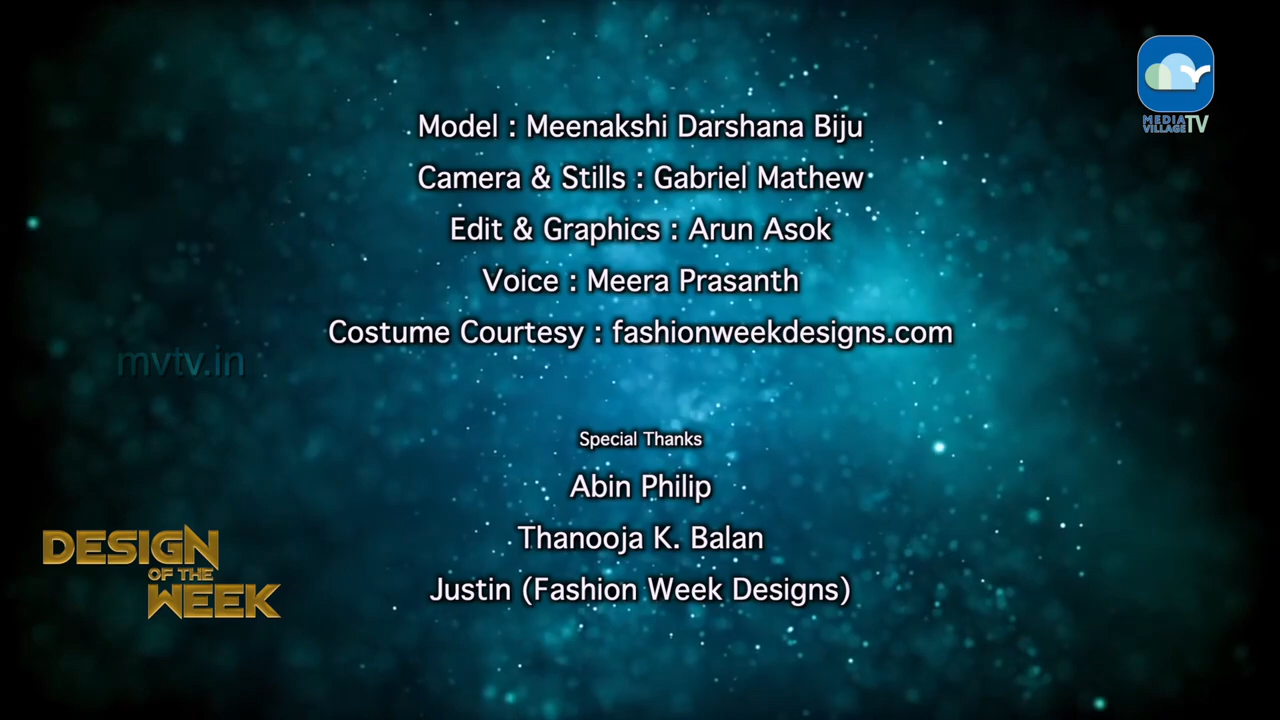 MEDIA
VILLAGE TV
Model : Meenakshi Darshana Biju
Camera & Stills : Gabriel Mathew
Edit & Graphics : Arun Asok
Voice : Meera Prasanth
Costume Courtesy : fashionweekdesigns.com
mvtv.in
Special Thanks
Abin Philip
Thanooja K. Balan
Justin (Fashion Week Designs)
DESIGN
OF THE
WEEK